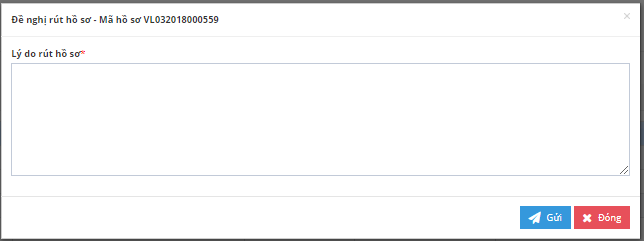 Đề nghị rút hồ sơ - Mã hồ sơ VL032018000559
×
Lý do rút hồ sơ*
Gửi
Đóng